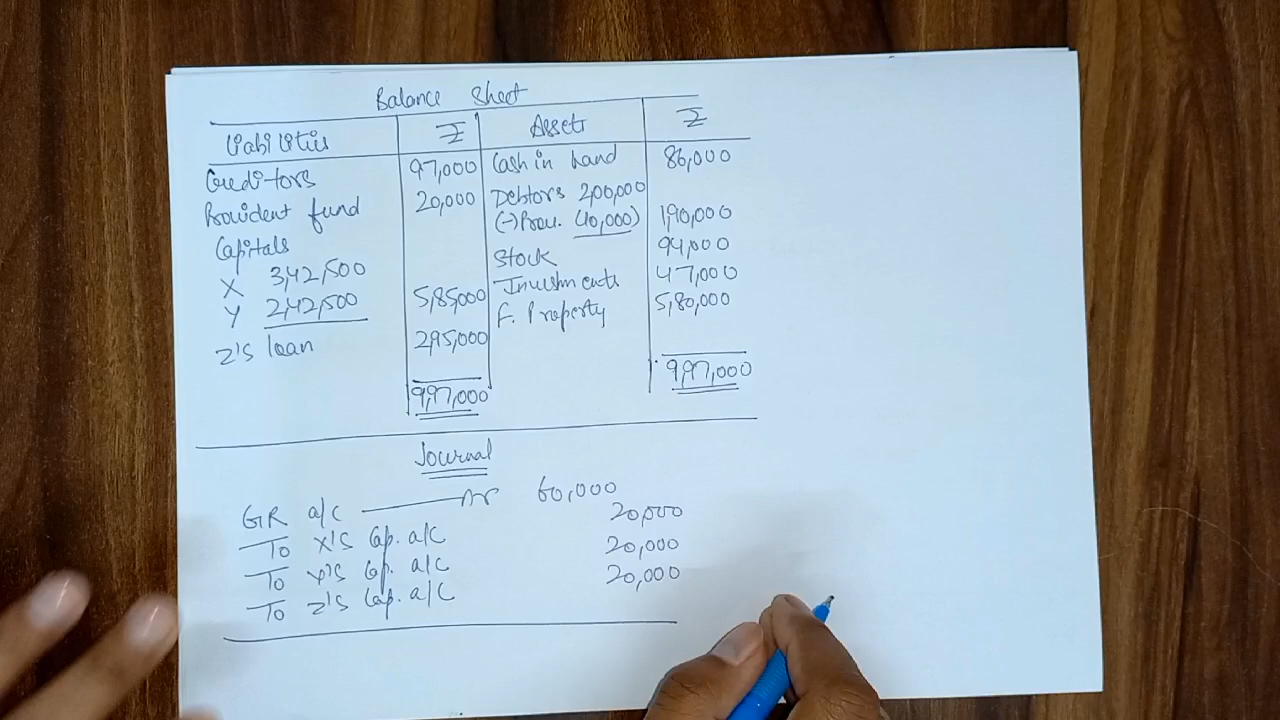 Balance Sheet
Liabilities ₹ Assets ₹
Creditors 97,000 Cash in hand 86,000
Provident fund 20,000 Debtors 2,00,000
(-) Prov. (10,000) 1,90,000
Capitals Stock 94,000
X 3,42,500 Investments 47,000
Y 2,42,500 5,85,000 F. Property 5,80,000
Z's loan 2,95,000
9,97,000 9,97,000
Journal
GR a/c Dr 60,000
To X's Cap. a/c 20,000
To Y's Cap. a/c 20,000
To Z's Cap. a/c 20,000